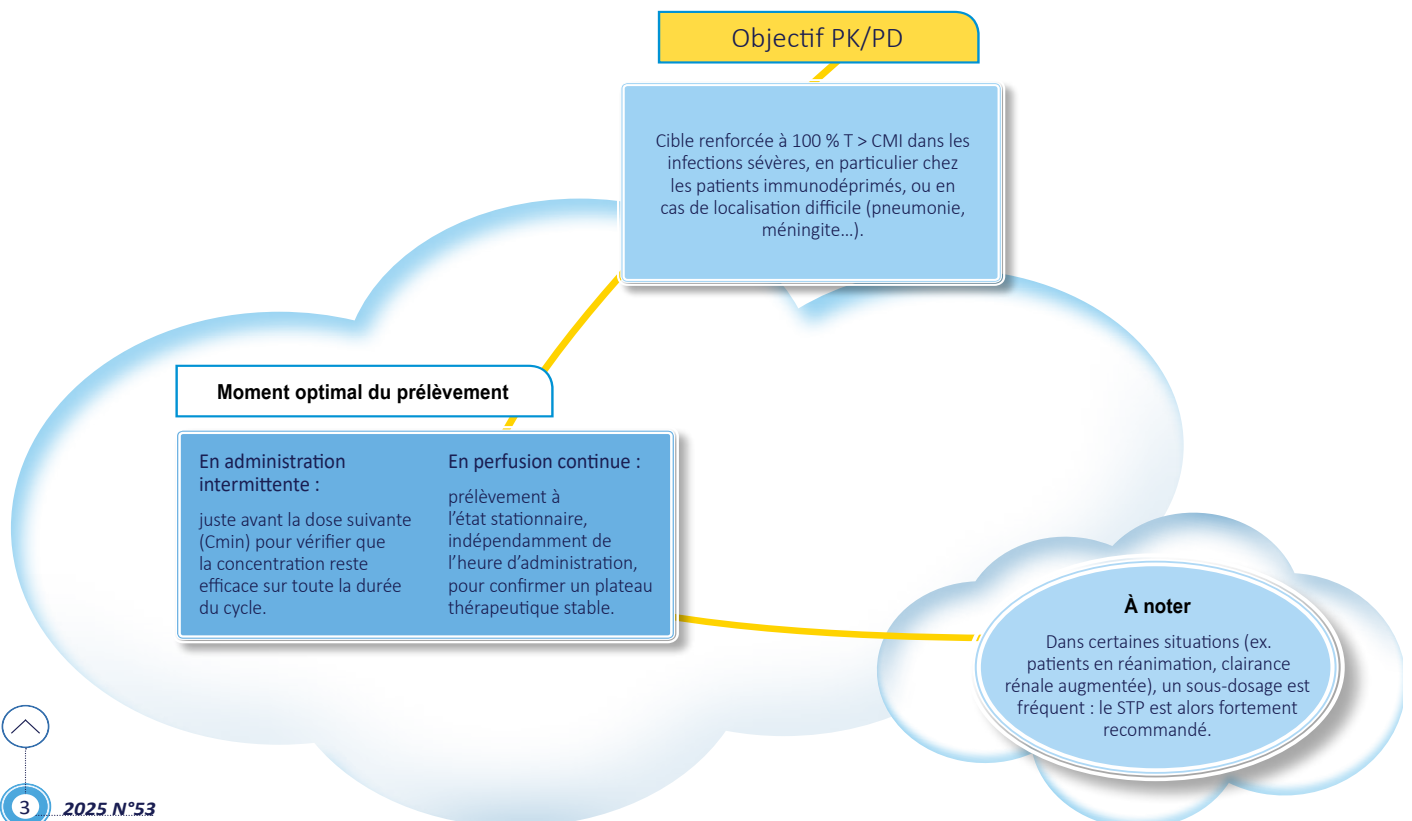 Objectif PK/PD
Cible renforcée à 100 % T > CMI dans les
infections sévères, en particulier chez
les patients immunodéprimés, ou en
cas de localisation difficile (pneumonie,
méningite...).
Moment optimal du prélèvement
En administration
intermittente :
juste avant la dose suivante
(Cmin) pour vérifier que
la concentration reste
efficace sur toute la durée
du cycle.
En perfusion continue :
prélèvement à
l'état stationnaire,
indépendamment de
l'heure d'administration,
pour confirmer un plateau
thérapeutique stable.
À noter
Dans certaines situations (ex.
patients en réanimation, clairance
rénale augmentée), un sous-dosage est
fréquent : le STP est alors fortement
recommandé.
3 2025 N°53